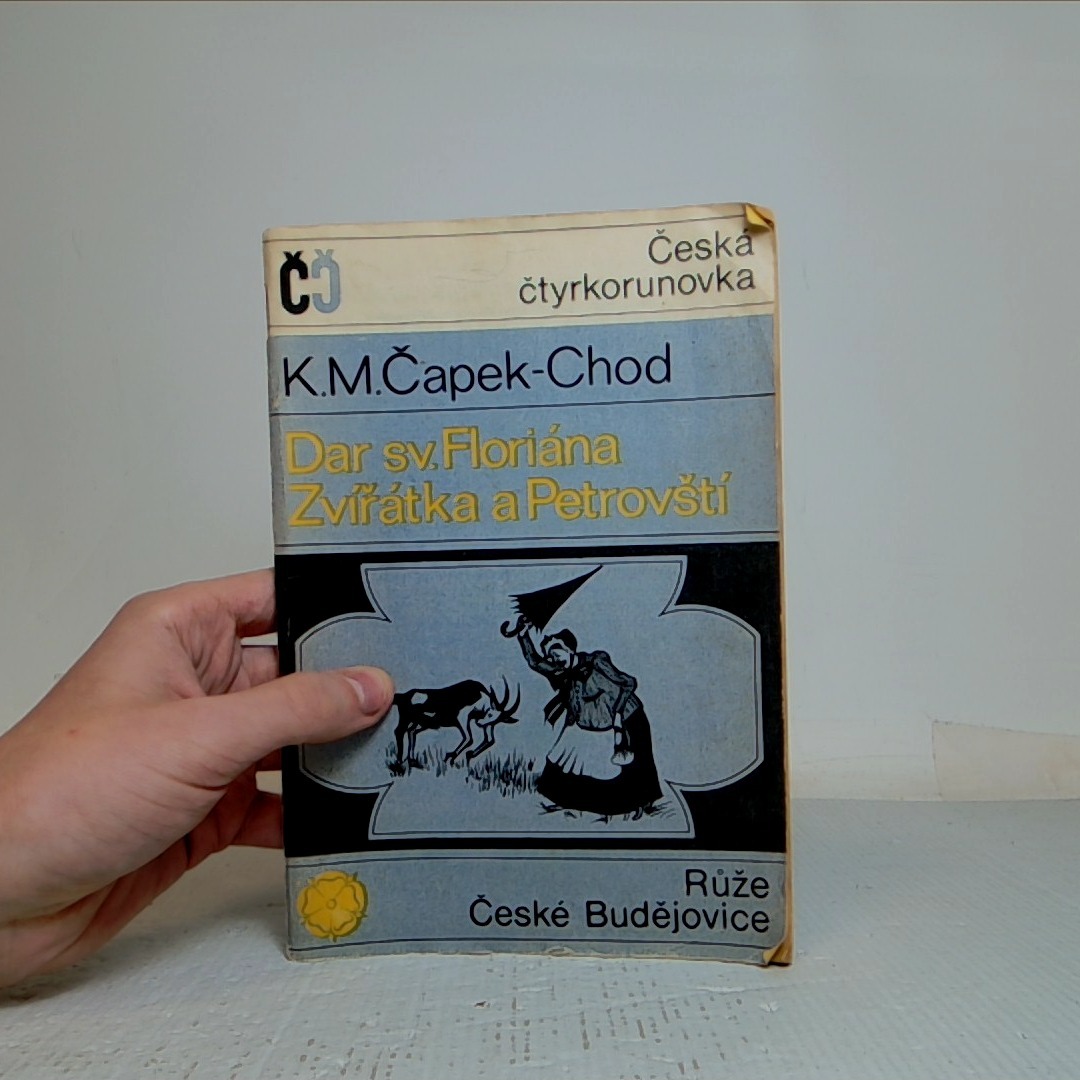 ČČ
Česká
čtyrkorunovka
K.M.Čapek-Chod
Dar sv. Floriána
Zvířátka a Petrovští
Růže
České Budějovice